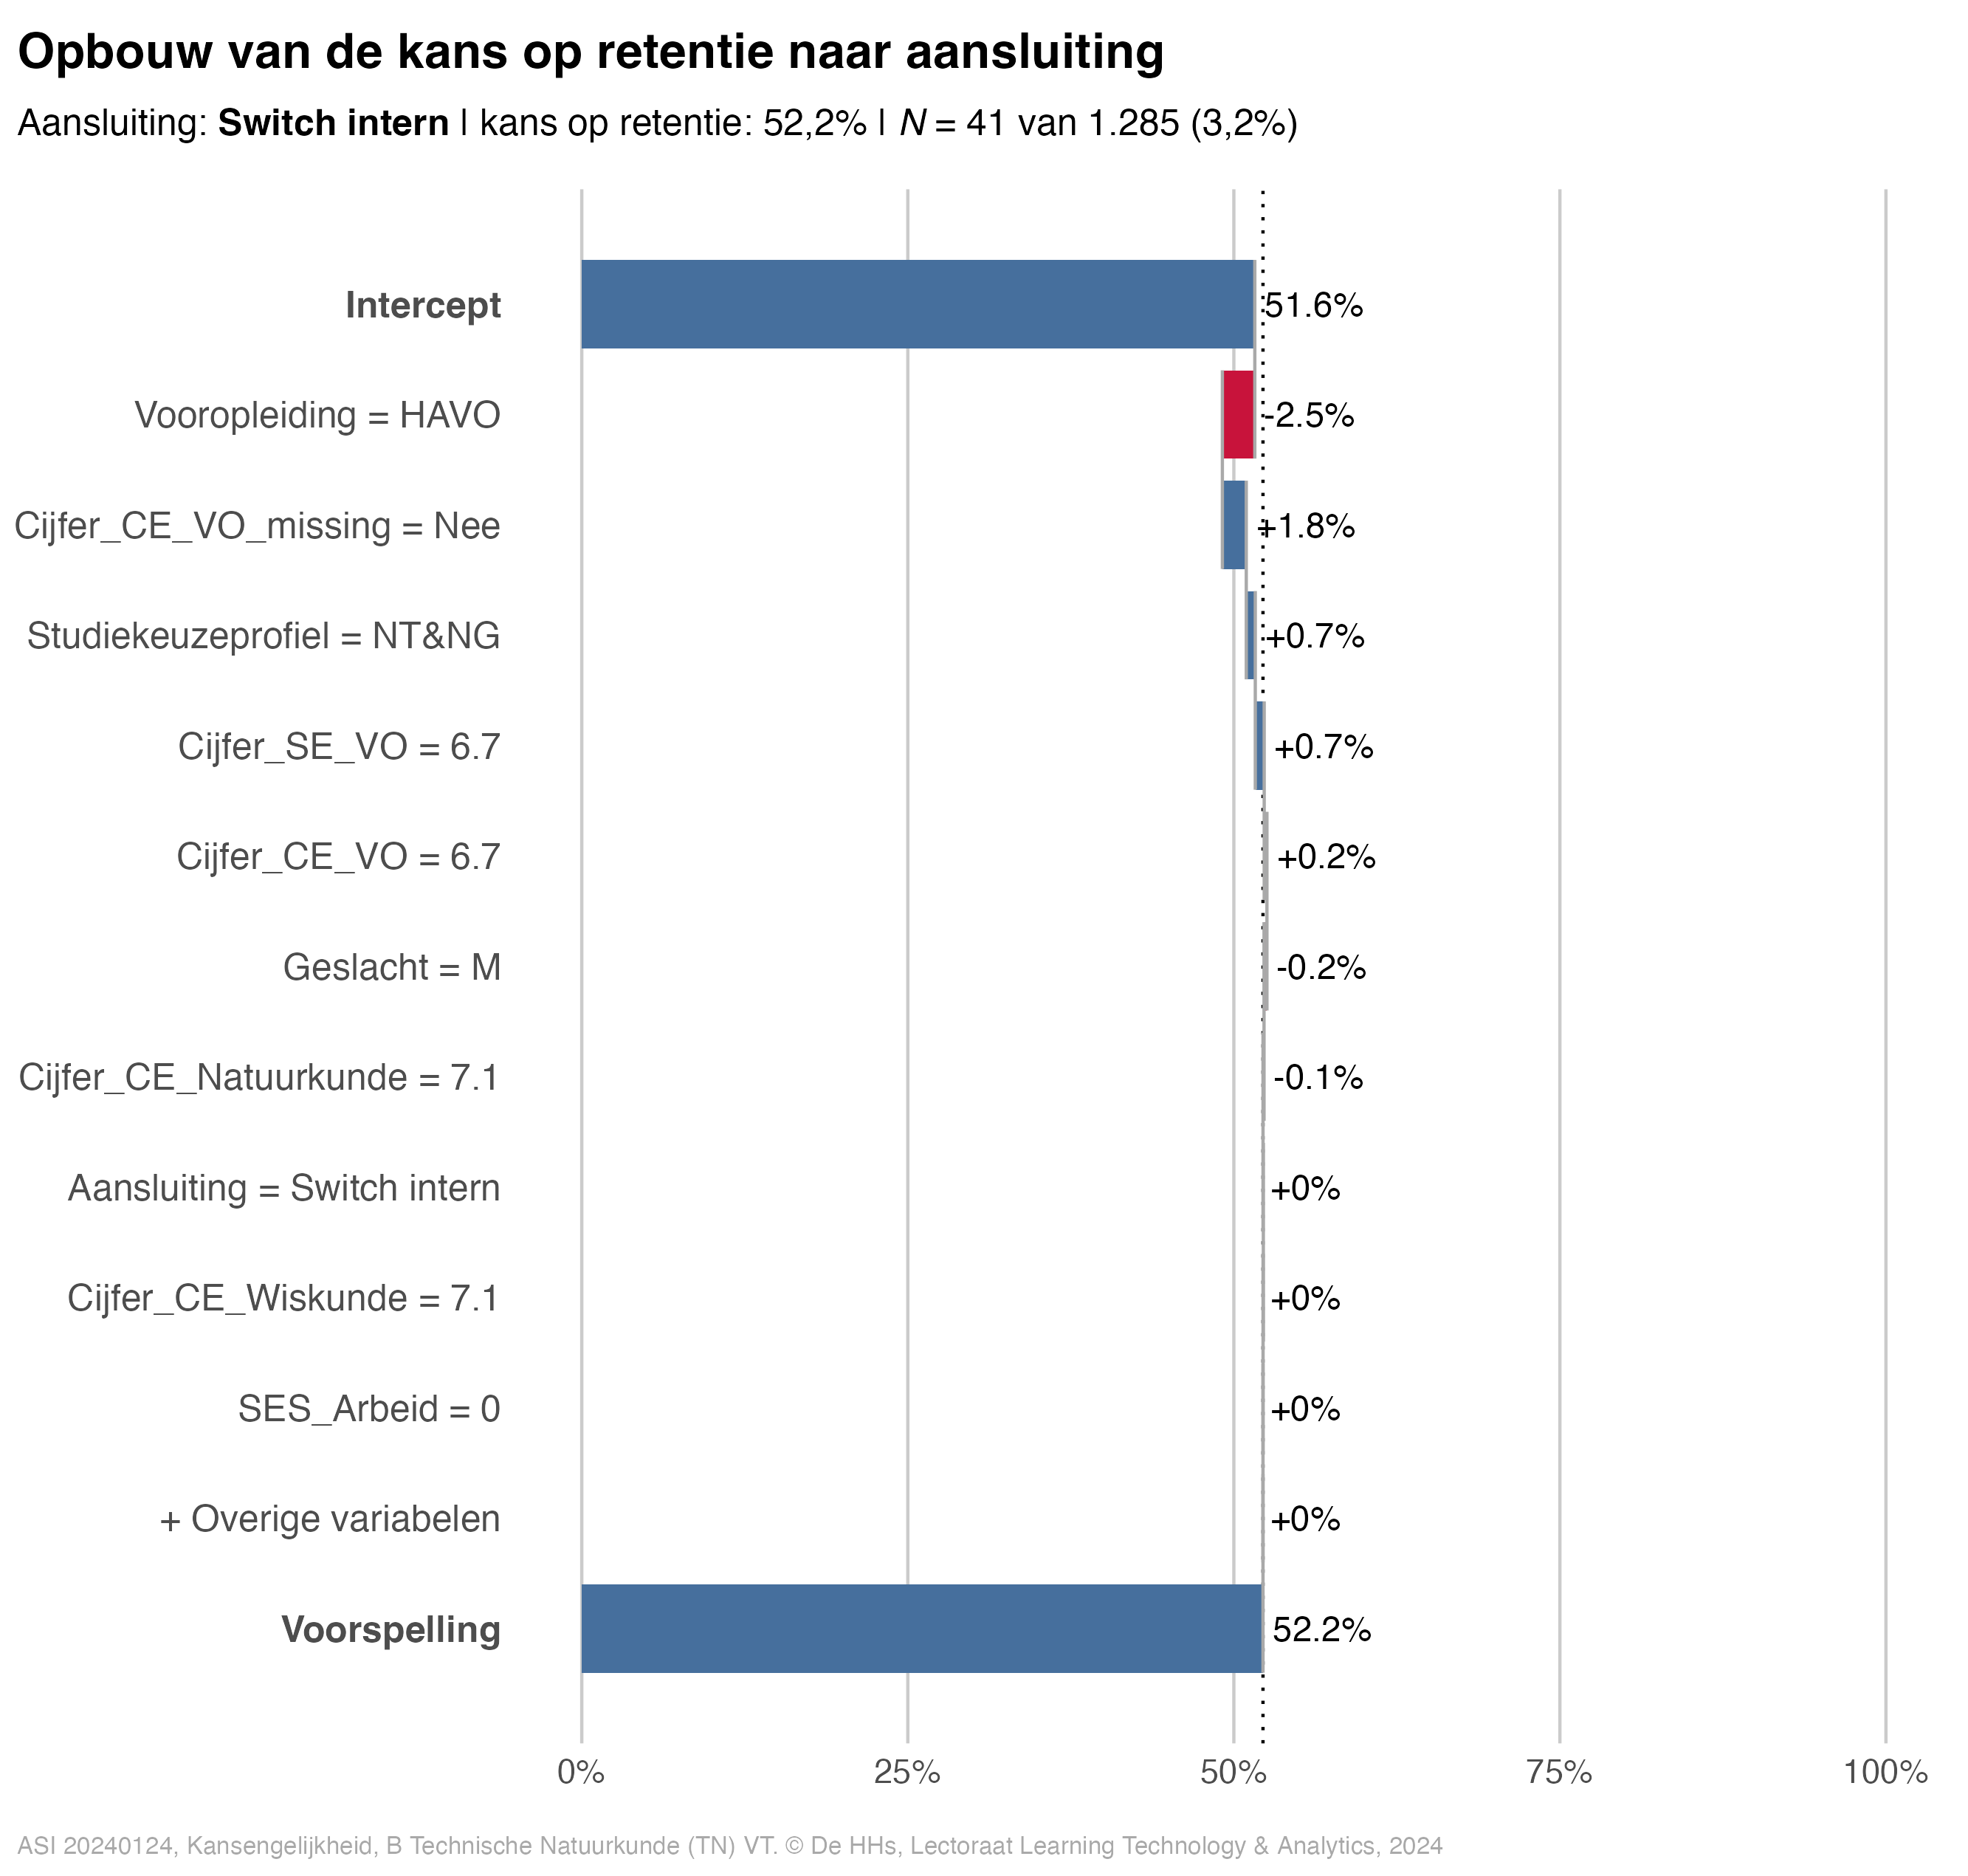 Opbouw van de kans op retentie naar aansluiting
Aansluiting: Switch intern | kans op retentie: 52,2% | N = 41 van 1.285 (3,2%)
Intercept 51.6%
Vooropleiding = HAVO -2.5%
Cijfer_CE_VO_missing = Nee +1.8%
Studiekeuzeprofiel = NT&NG +0.7%
Cijfer_SE_VO = 6.7 +0.7%
Cijfer_CE_VO = 6.7 +0.2%
Geslacht = M -0.2%
Cijfer_CE_Natuurkunde = 7.1 -0.1%
Aansluiting = Switch intern +0%
Cijfer_CE_Wiskunde = 7.1 +0%
SES_Arbeid = 0 +0%
+ Overige variabelen +0%
Voorspelling 52.2%
0% 25% 50% 75% 100%
ASI 20240124, Kansengelijkheid, B Technische Natuurkunde (TN) VT. © De HHs, Lectoraat Learning Technology & Analytics, 2024